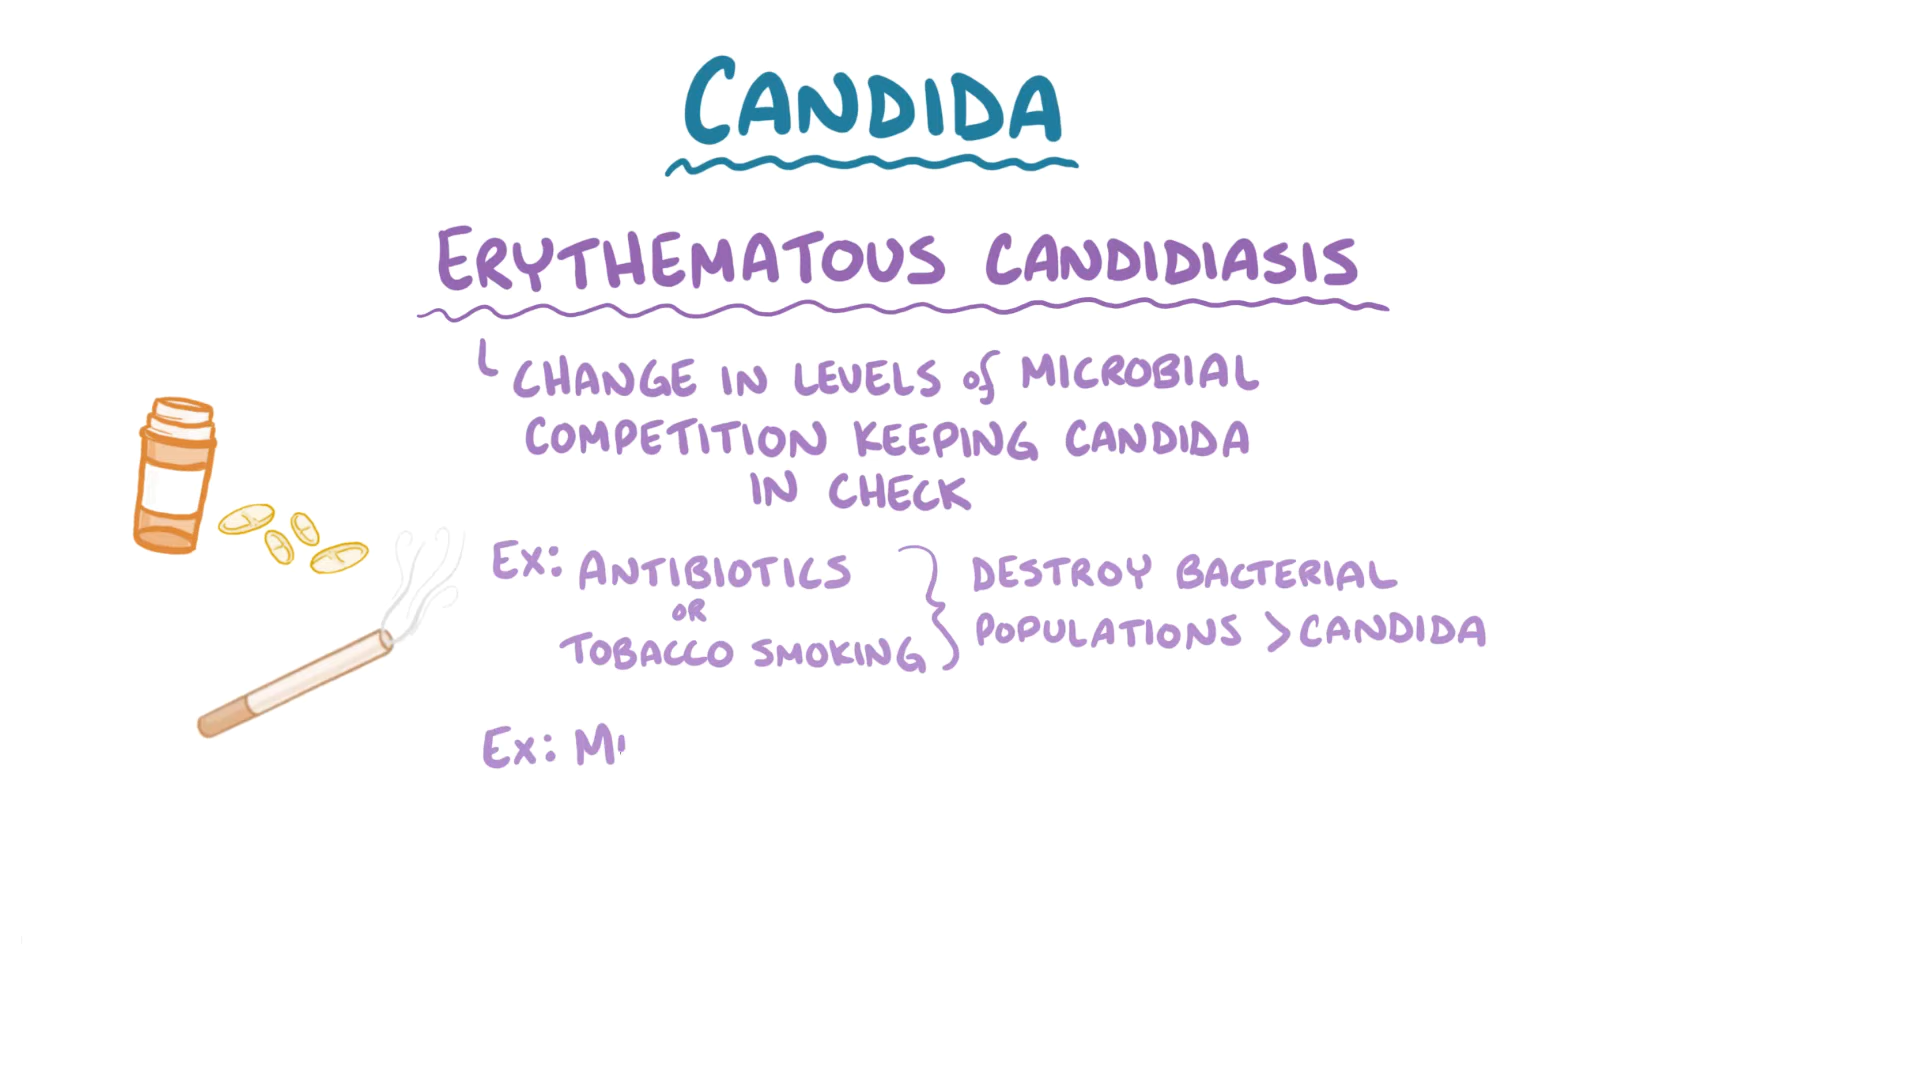 CANDIDA
ERYTHEMATOUS CANDIDIASIS
CHANGE IN LEVELS of MICROBIAL
COMPETITION KEEPING CANDIDA
IN CHECK
Ex: ANTIBIOTICS
OR
TOBACCO SMOKING
DESTROY BACTERIAL
POPULATIONS > CANDIDA
Ex: M